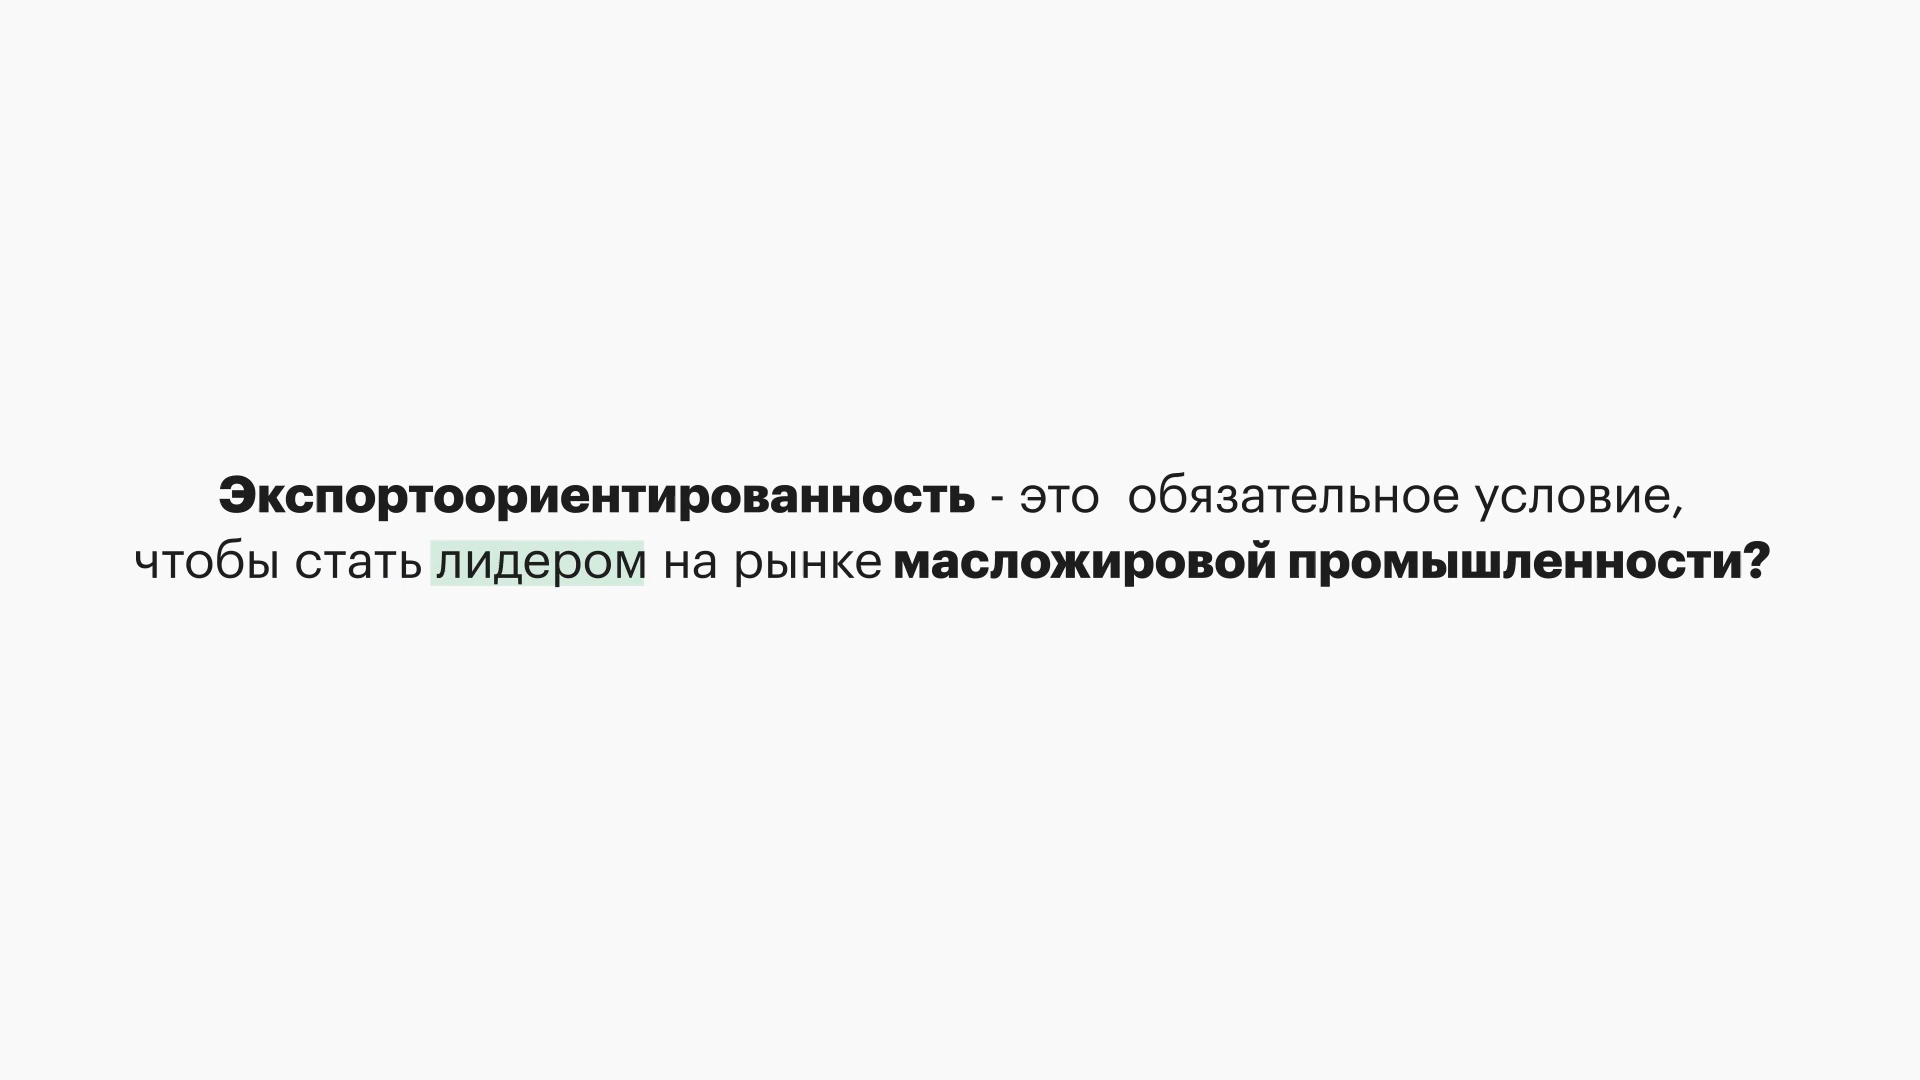 Экспортоориентированность - это  обязательное условие,
чтобы стать лидером на рынке масложировой промышленности?